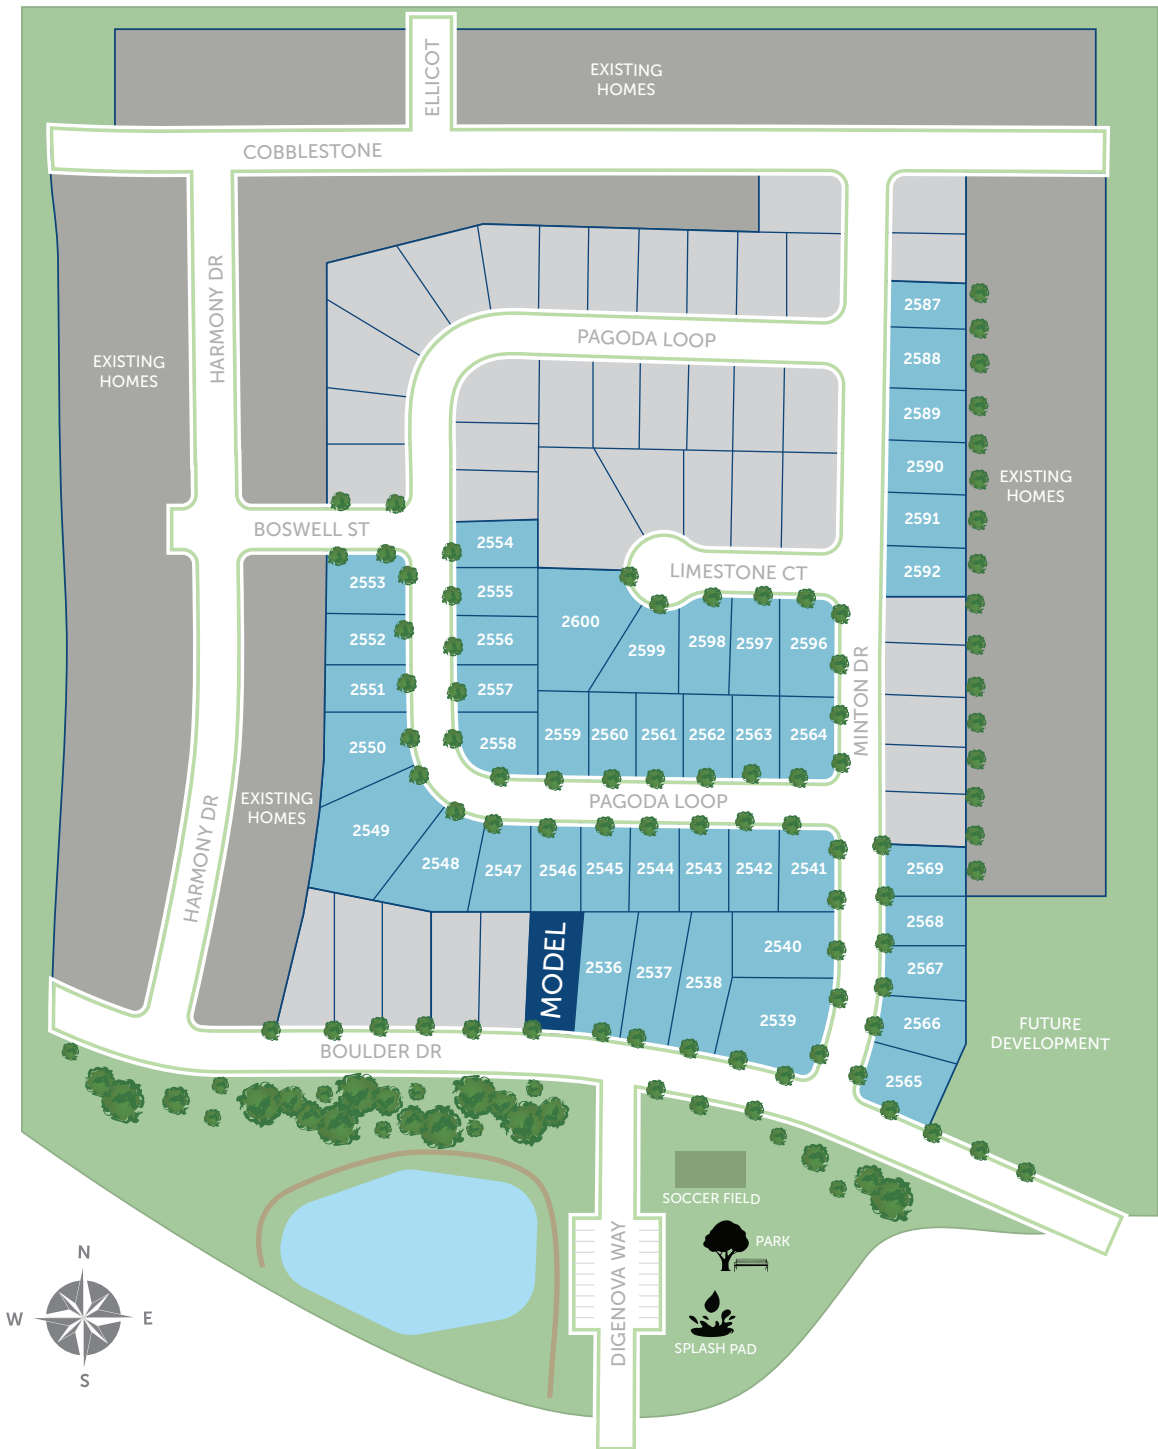 ELLICOT
EXISTING
HOMES
COBBLESTONE
HARMONY DR
2587
PAGODA LOOP
EXISTING
HOMES
2588
2589
2590
EXISTING
HOMES
2591
BOSWELL ST
2554
LIMESTONE CT
2592
2553
2555
2600
2552
2556
2599
2598
2597
2596
2551
2557
MINTON DR
2550
2558
2559
2560
2561
2562
2563
2564
PAGODA LOOP
EXISTING
HOMES
2549
HARMONY DR
2548
2547
2546
2545
2544
2543
2542
2541
2569
2568
MODEL
2536
2537
2538
2540
2567
2539
2566
FUTURE
DEVELOPMENT
BOULDER DR
2565
SOCCER FIELD
PARK
DIGENOVA WAY
SPLASH PAD
N
W
E
S